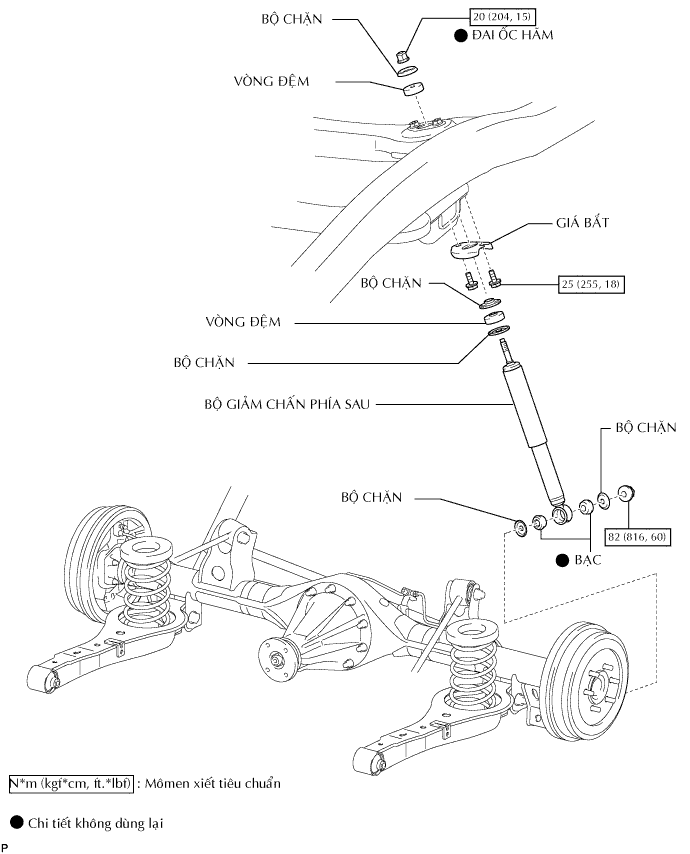 BỘ CHẶN
20 (204, 15)
ĐAI ỐC HÃM
VÒNG ĐỆM
GIÁ BẮT
BỘ CHẶN
25 (255, 18)
VÒNG ĐỆM
BỘ CHẶN
BỘ GIẢM CHẤN PHÍA SAU
BỘ CHẶN
BỘ CHẶN
82 (816, 60)
BẠC
N*m (kgf*cm, ft.*lbf) : Mômen xiết tiêu chuẩn
Chi tiết không dùng lại
P